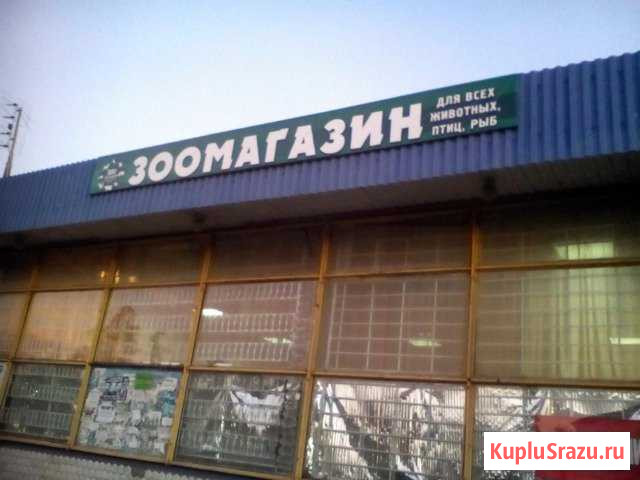 ЗООМАГАЗИН
ДЛЯ ВСЕХ
ЖИВОТНЫХ,
ПТИЦ, РЫБ
KupluSrazu.ru